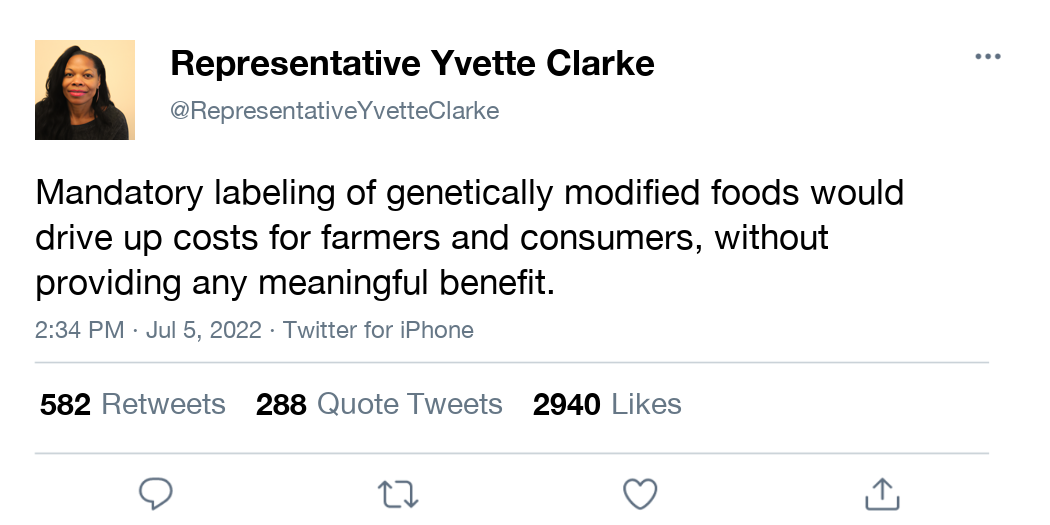 Representative Yvette Clarke
@RepresentativeYvetteClarke
Mandatory labeling of genetically modified foods would
drive up costs for farmers and consumers, without
providing any meaningful benefit.
2:34 PM · Jul 5, 2022 · Twitter for iPhone
582 Retweets 288 Quote Tweets 2940 Likes